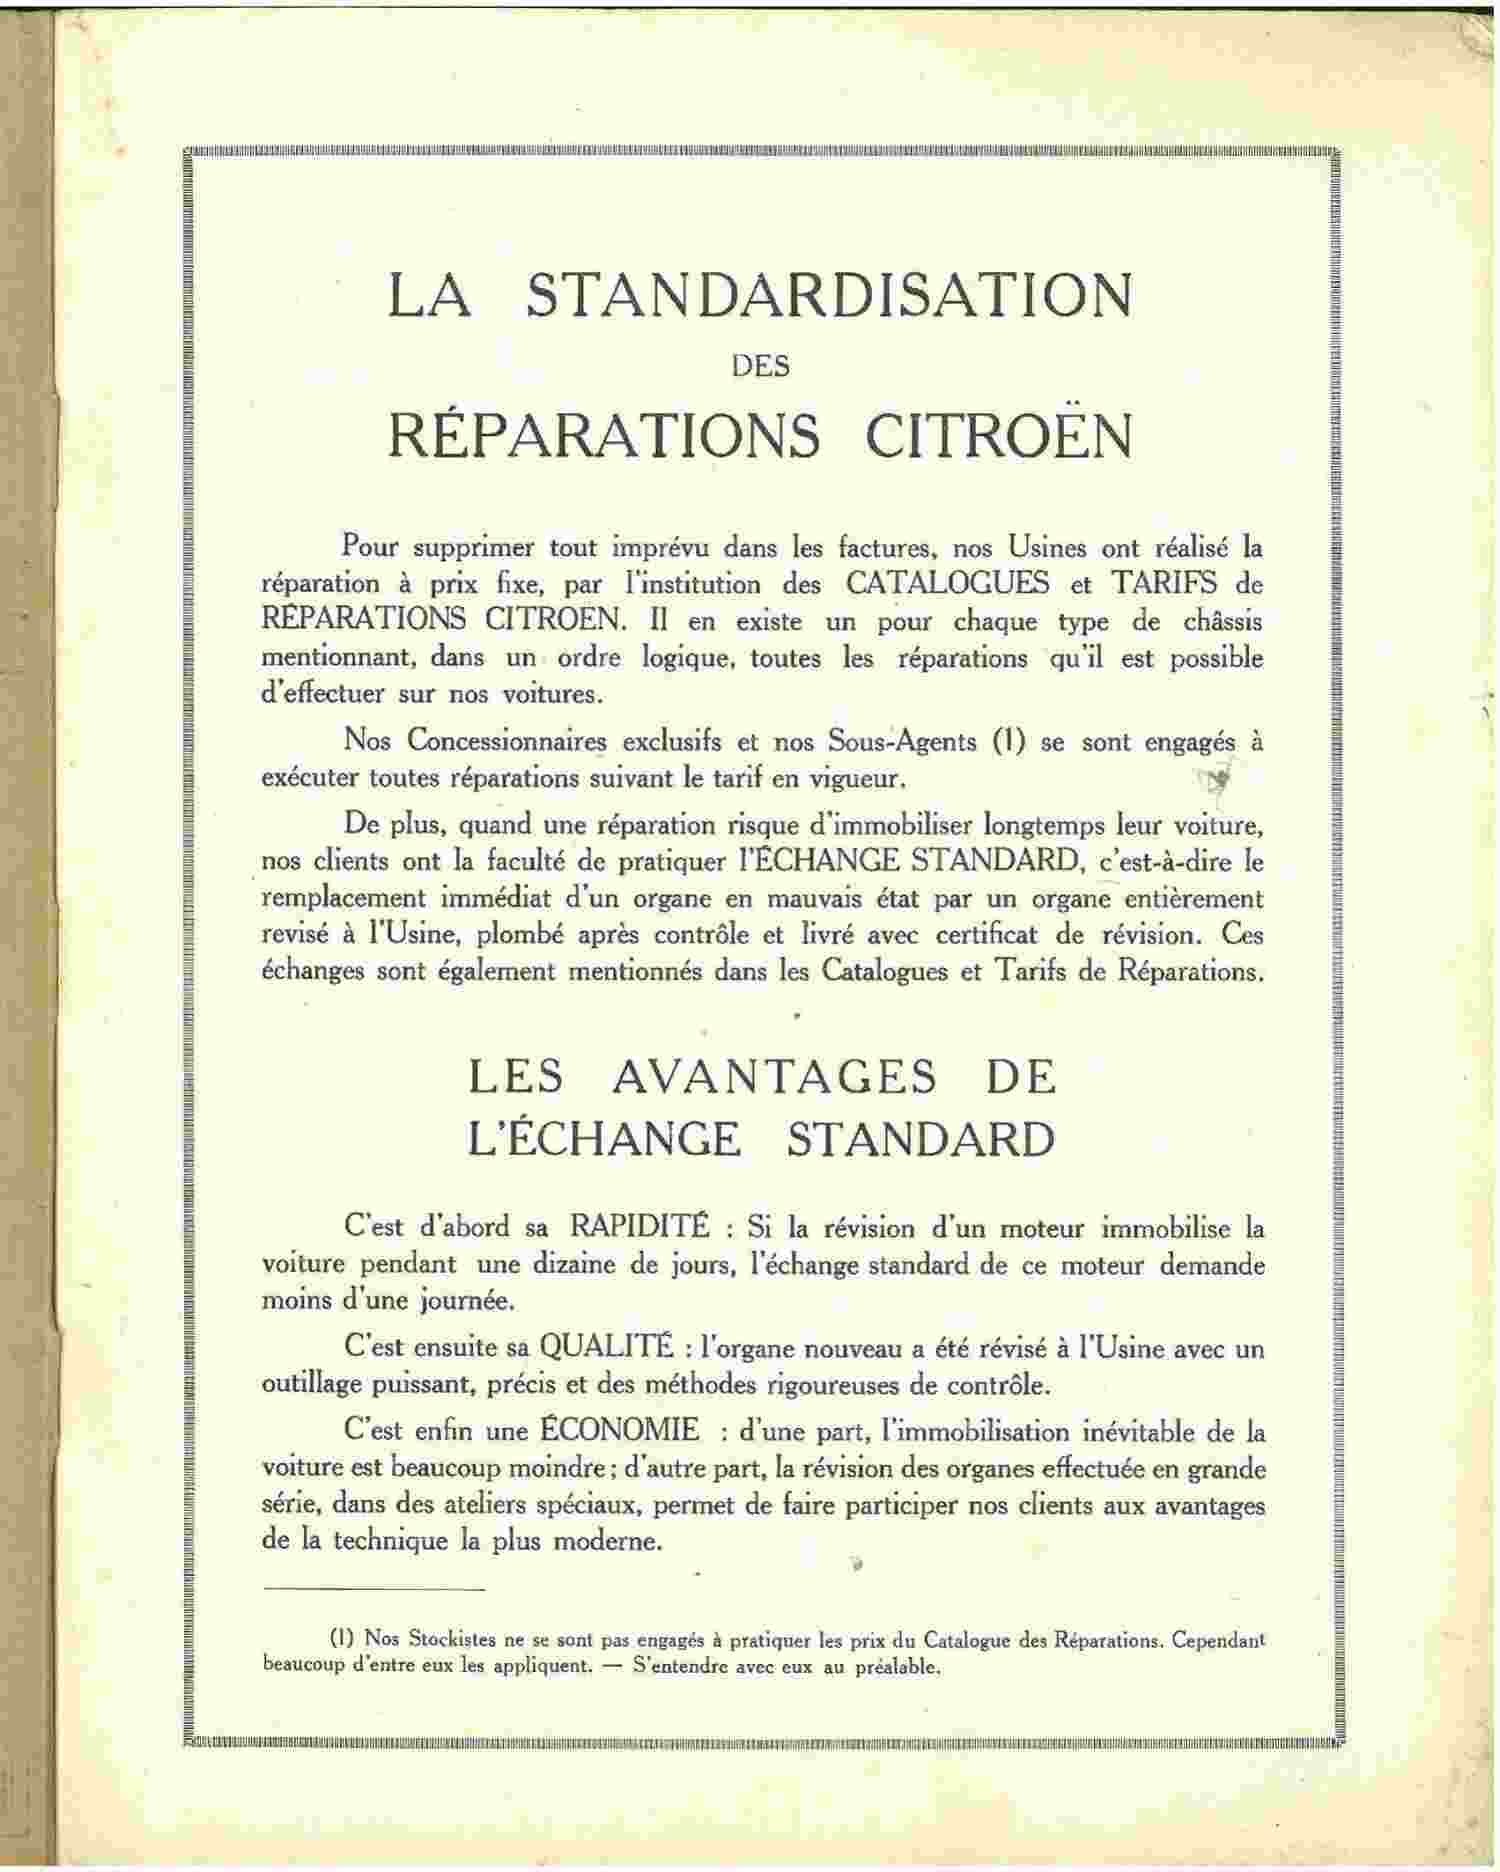 LA STANDARDISATION
DES
RÉPARATIONS CITROËN
Pour supprimer tout imprévu dans les factures, nos Usines ont réalisé la
réparation à prix fixe, par l'institution des CATALOGUES et TARIFS de
RÉPARATIONS CITROEN. Il en existe un pour chaque type de châssis
mentionnant, dans un ordre logique, toutes les réparations qu'il est possible
d'effectuer sur nos voitures.
Nos Concessionnaires exclusifs et nos Sous-Agents (1) se sont engagés à
exécuter toutes réparations suivant le tarif en vigueur.
De plus, quand une réparation risque d'immobiliser longtemps leur voiture,
nos clients ont la faculté de pratiquer l'ÉCHANGE STANDARD, c'est-à-dire le
remplacement immédiat d'un organe en mauvais état par un organe entièrement
revisé à l'Usine, plombé après contrôle et livré avec certificat de révision. Ces
échanges sont également mentionnés dans les Catalogues et Tarifs de Réparations.
LES AVANTAGES DE
L'ÉCHANGE STANDARD
C'est d'abord sa RAPIDITÉ : Si la révision d'un moteur immobilise la
voiture pendant une dizaine de jours, l'échange standard de ce moteur demande
moins d'une journée.
C'est ensuite sa QUALITÉ : l'organe nouveau a été révisé à l'Usine avec un
outillage puissant, précis et des méthodes rigoureuses de contrôle.
C'est enfin une ÉCONOMIE : d'une part, l'immobilisation inévitable de la
voiture est beaucoup moindre ; d'autre part, la révision des organes effectuée en grande
série, dans des ateliers spéciaux, permet de faire participer nos clients aux avantages
de la technique la plus moderne.
(1) Nos Stockistes ne se sont pas engagés à pratiquer les prix du Catalogue des Réparations. Cependant
beaucoup d'entre eux les appliquent. — S'entendre avec eux au préalable.